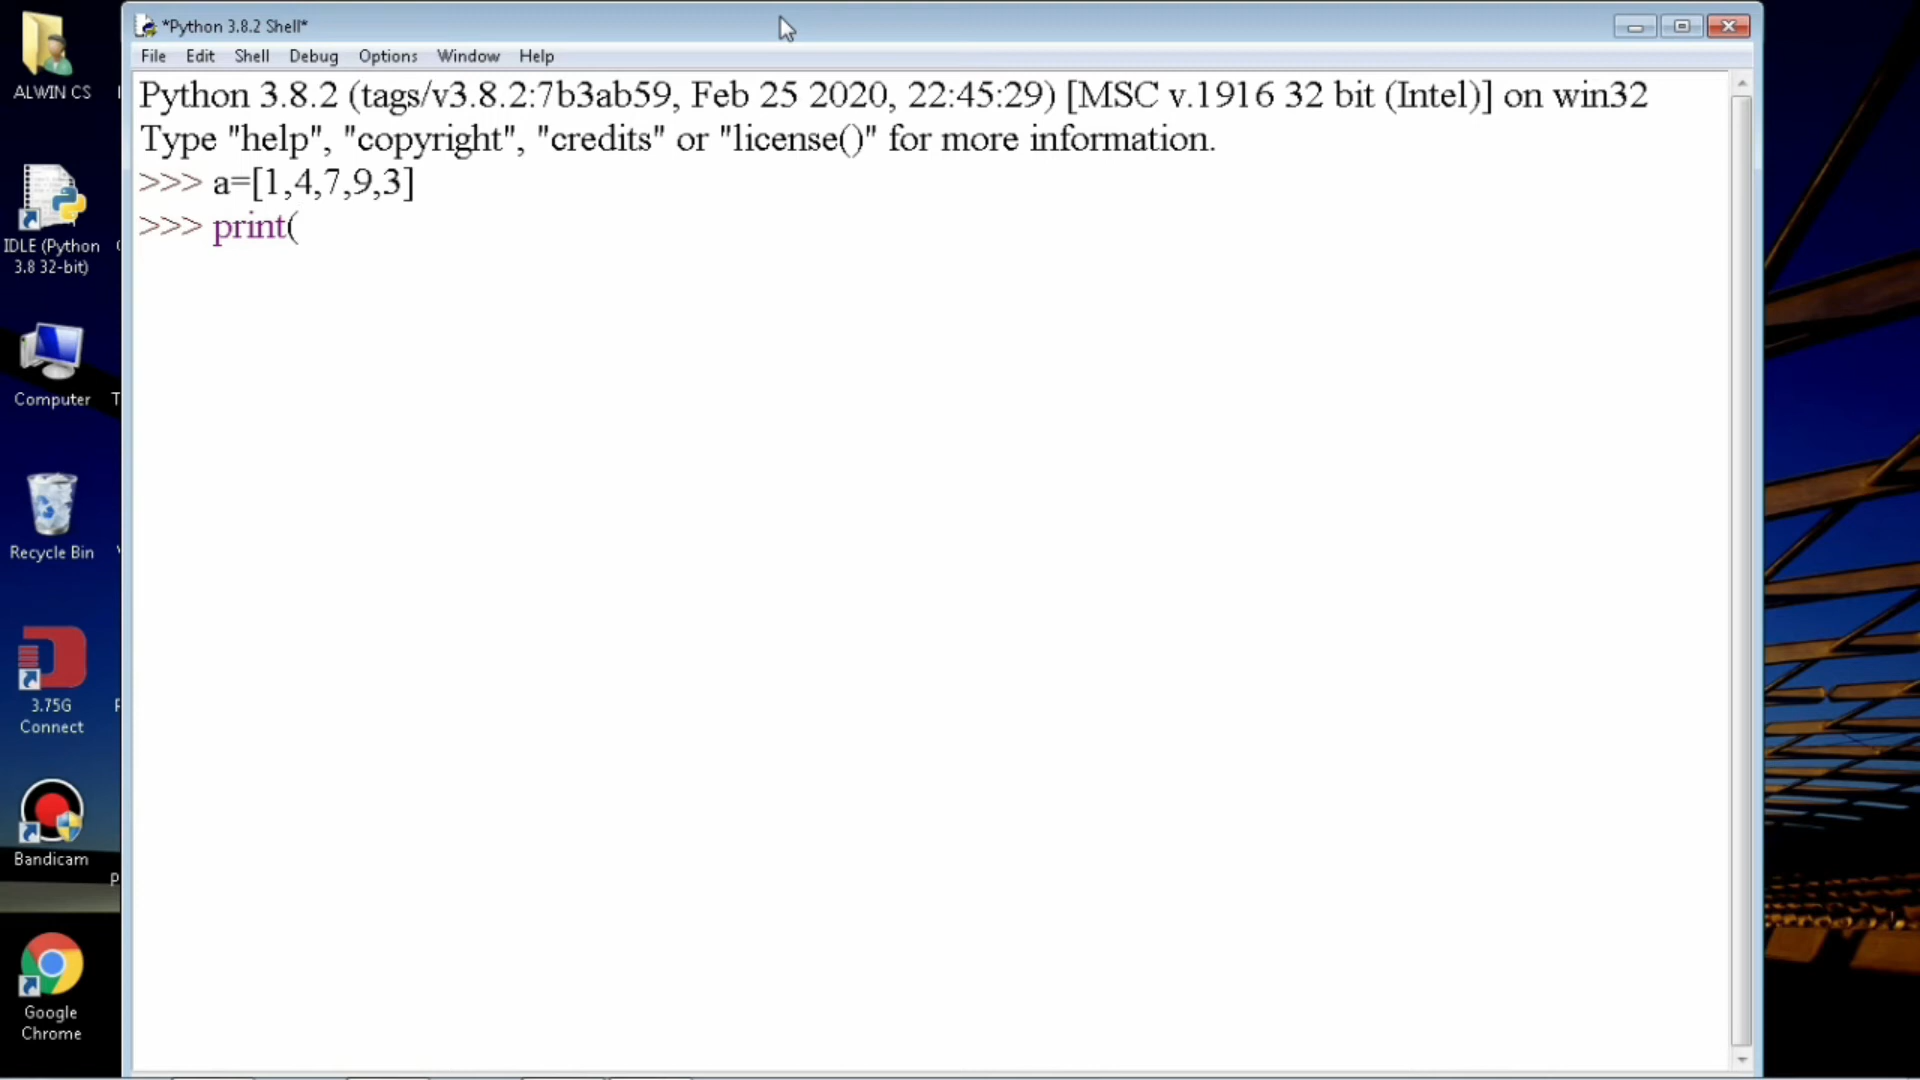 *Python 3.8.2 Shell*
File Edit Shell Debug Options Window Help
Python 3.8.2 (tags/v3.8.2:7b3ab59, Feb 25 2020, 22:45:29) [MSC v.1916 32 bit (Intel)] on win32
Type "help", "copyright", "credits" or "license()" for more information.
>>> a=[1,4,7,9,3]
>>> print(
ALWIN CS
IDLE (Python
3.8 32-bit)
Computer
Recycle Bin
3.75G
Connect
Bandicam
Google
Chrome